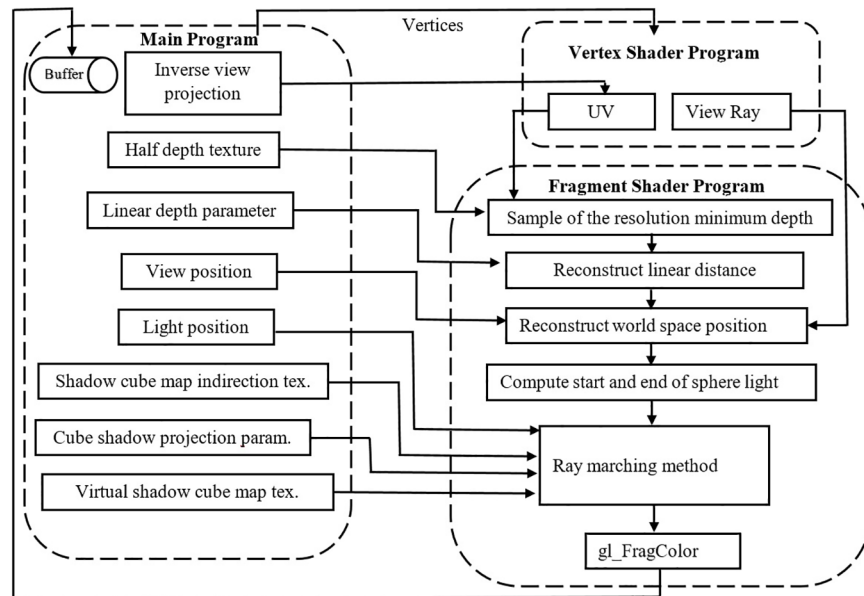 Main Program
Vertices
Vertex Shader Program
Buffer
Inverse view
projection
UV
View Ray
Half depth texture
Fragment Shader Program
Linear depth parameter
Sample of the resolution minimum depth
View position
Reconstruct linear distance
Light position
Reconstruct world space position
Shadow cube map indirection tex.
Compute start and end of sphere light
Cube shadow projection param.
Ray marching method
Virtual shadow cube map tex.
gl_FragColor